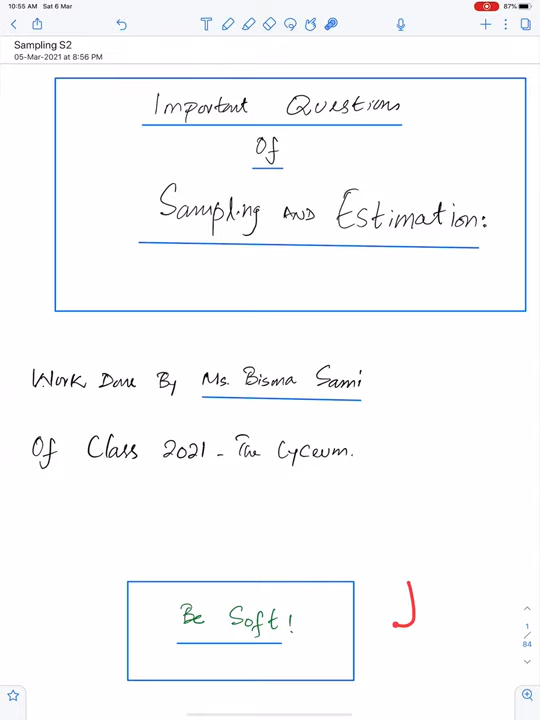 10:55 AM Sat 6 Mar
87%
Sampling S2
05-Mar-2021 at 8:56 PM
Important Questions
Of
Sampling AND Estimation:
Work Done By Ms. Bisma Sami
Of Class 2021 - The Lyceum.
Be Soft!
1
/
84